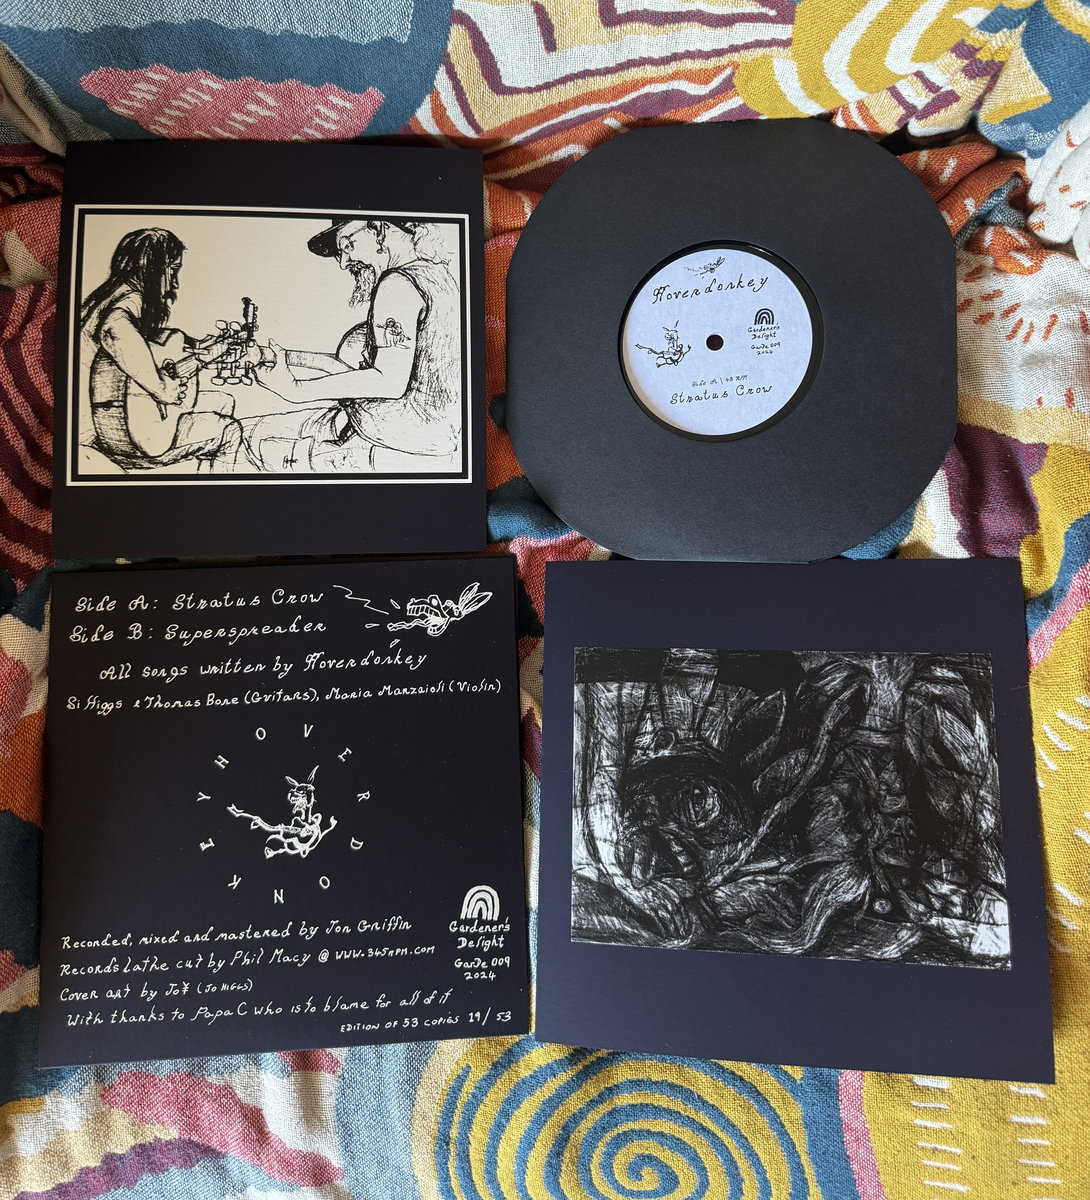 Hoverdonkey
Gardener's
Delight
GarDe 009
2024
Side A | 45 RPM
Stratus Crow
Side A: Stratus Crow
Side B: Superspreader
All songs written by Hoverdonkey
Si Higgs & Thomas Bone (Guitars), Maria Marzaioli (Violin)
HOVERDONKEY
Recorded, mixed and mastered by Jon Griffin
Records lathe cut by Phil Macy @ www.345rpm.com
Cover art by Jo¥ (Jo Higgs)
With thanks to Papa C who is to blame for all of it
EDITION OF 53 COPIES 19/53
Gardener's
Delight
GarDe 009
2024